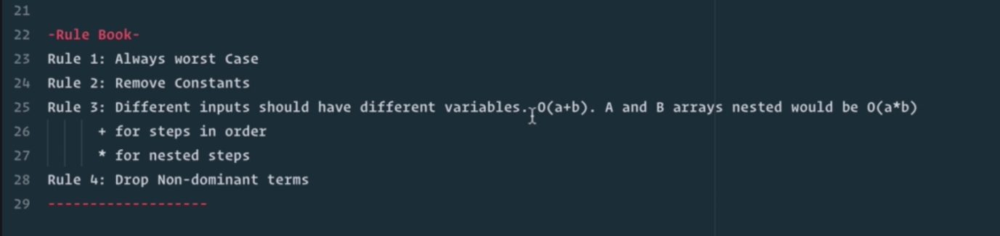 21
22 -Rule Book-
23 Rule 1: Always worst Case
24 Rule 2: Remove Constants
25 Rule 3: Different inputs should have different variables. O(a+b). A and B arrays nested would be O(a*b)
26 + for steps in order
27 * for nested steps
28 Rule 4: Drop Non-dominant terms
29 -------------------